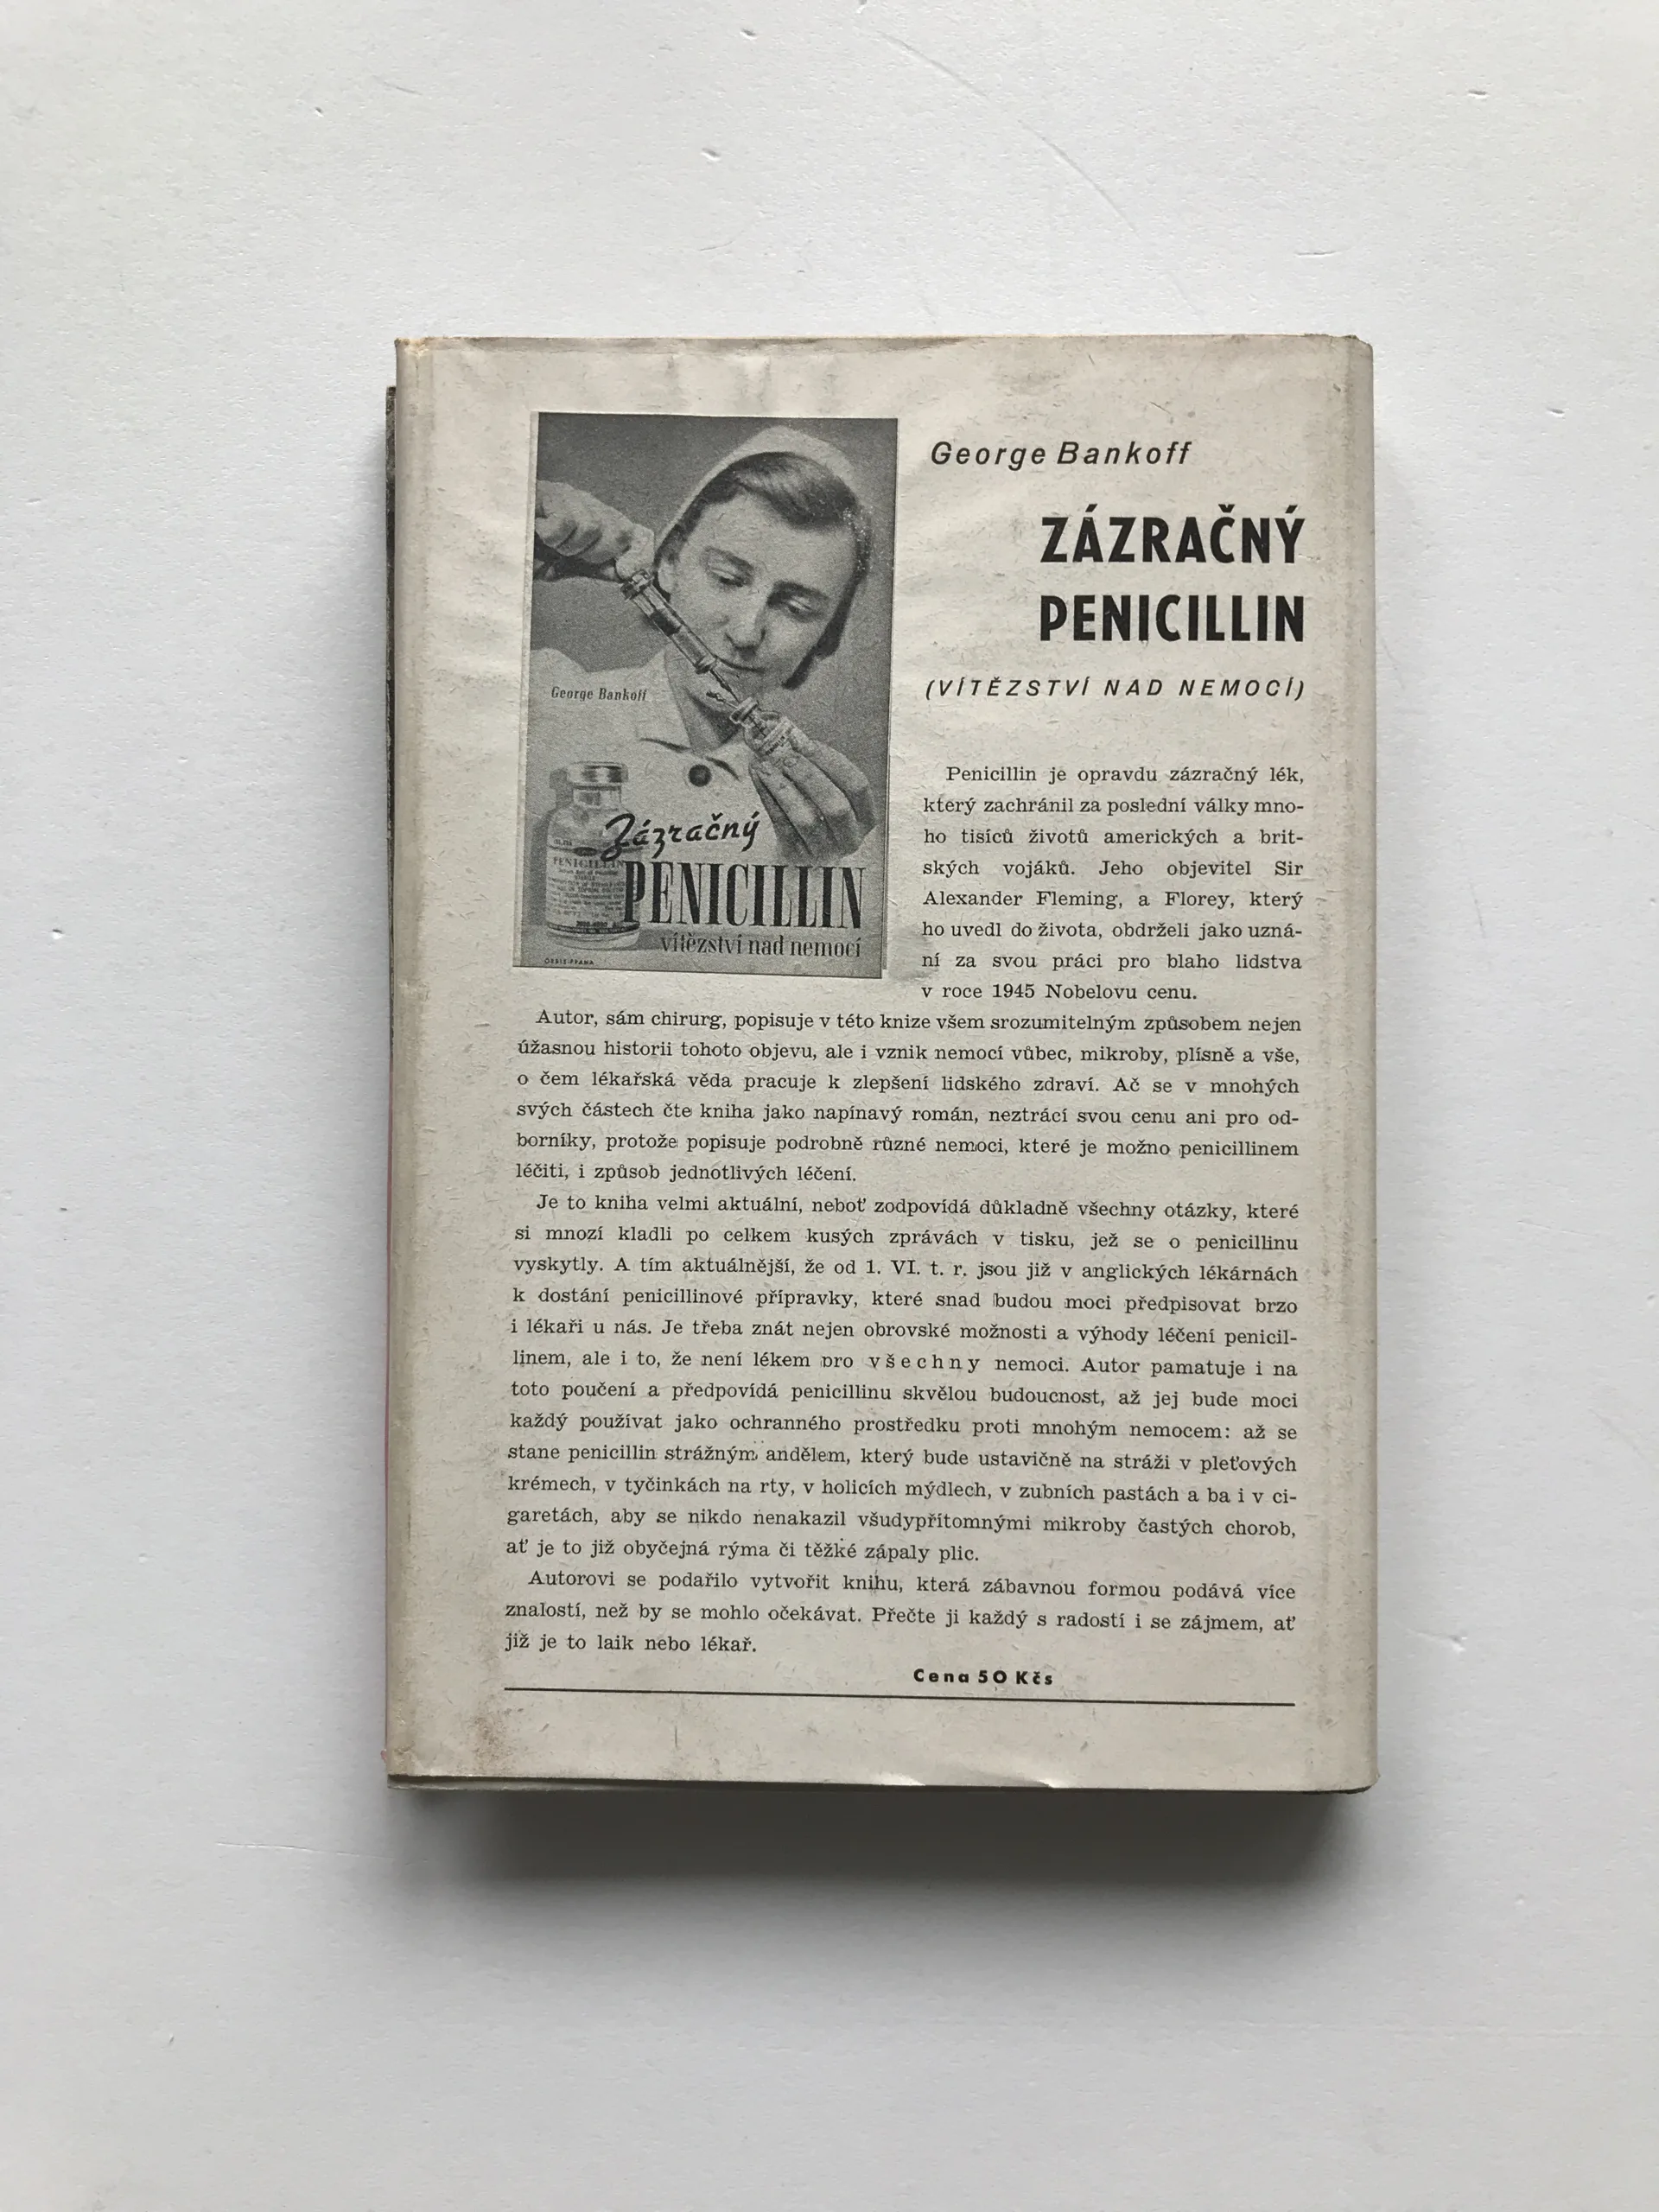 George Bankoff
ZÁZRAČNÝ
PENICILLIN
(VÍTĚZSTVÍ NAD NEMOCÍ)
George Bankoff
PENICILLIN
Zázračný
PENICILLIN
vítězství nad nemocí
ORBIS-PRAHA
Penicillin je opravdu zázračný lék,
který zachránil za poslední války mno-
ho tisíců životů amerických a brit-
ských vojáků. Jeho objevitel Sir
Alexander Fleming, a Florey, který
ho uvedl do života, obdrželi jako uzná-
ní za svou práci pro blaho lidstva
v roce 1945 Nobelovu cenu.
Autor, sám chirurg, popisuje v této knize všem srozumitelným způsobem nejen
úžasnou historii tohoto objevu, ale i vznik nemocí vůbec, mikroby, plísně a vše,
o čem lékařská věda pracuje k zlepšení lidského zdraví. Ač se v mnohých
svých částech čte kniha jako napínavý román, neztrácí svou cenu ani pro od-
borníky, protože popisuje podrobně různé nemoci, které je možno penicillinem
léčiti, i způsob jednotlivých léčení.
Je to kniha velmi aktuální, neboť zodpovídá důkladně všechny otázky, které
si mnozí kladli po celkem kusých zprávách v tisku, jež se o penicillinu
vyskytly. A tím aktuálnější, že od 1. VI. t. r. jsou již v anglických lékárnách
k dostání penicillinové přípravky, které snad budou moci předpisovat brzo
i lékaři u nás. Je třeba znát nejen obrovské možnosti a výhody léčení penicil-
linem, ale i to, že není lékem pro všechny nemoci. Autor pamatuje i na
toto poučení a předpovídá penicillinu skvělou budoucnost, až jej bude moci
každý používat jako ochranného prostředku proti mnohým nemocem: až se
stane penicillin strážným andělem, který bude ustavičně na stráži v pleťových
krémech, v tyčinkách na rty, v holicích mýdlech, v zubních pastách a ba i v ci-
garetách, aby se nikdo nenakazil všudypřítomnými mikroby častých chorob,
ať je to již obyčejná rýma či těžké zápaly plic.
Autorovi se podařilo vytvořit knihu, která zábavnou formou podává více
znalostí, než by se mohlo očekávat. Přečte ji každý s radostí i se zájmem, ať
již je to laik nebo lékař.
Cena 50 Kčs